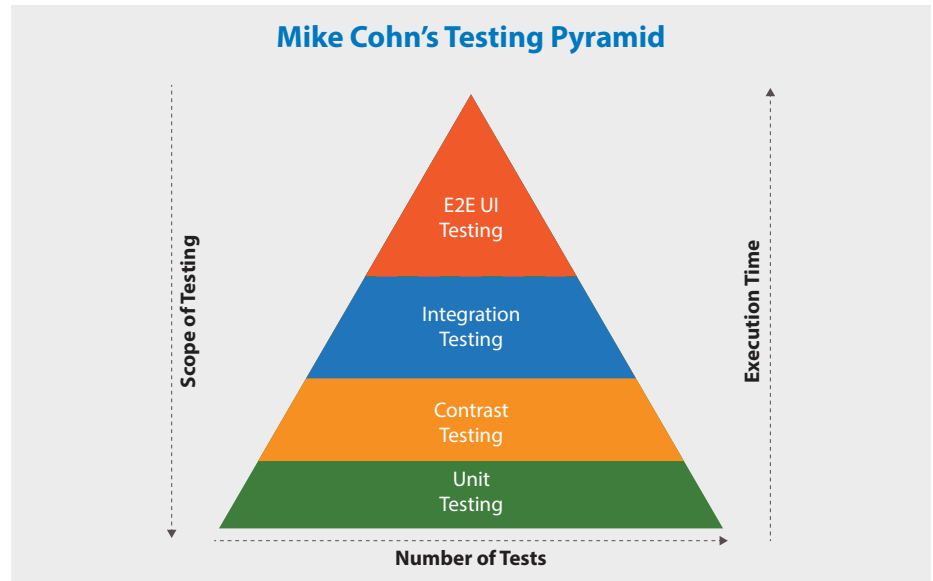 Mike Cohn's Testing Pyramid
E2E UI
Testing
Integration
Testing
Contrast
Testing
Unit
Testing
Scope of Testing
Execution Time
Number of Tests